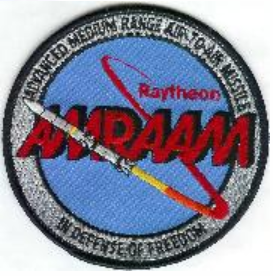 ADVANCED MEDIUM RANGE AIR-TO-AIR MISSILE
Raytheon
AMRAAM
IN DEFENSE OF FREEDOM